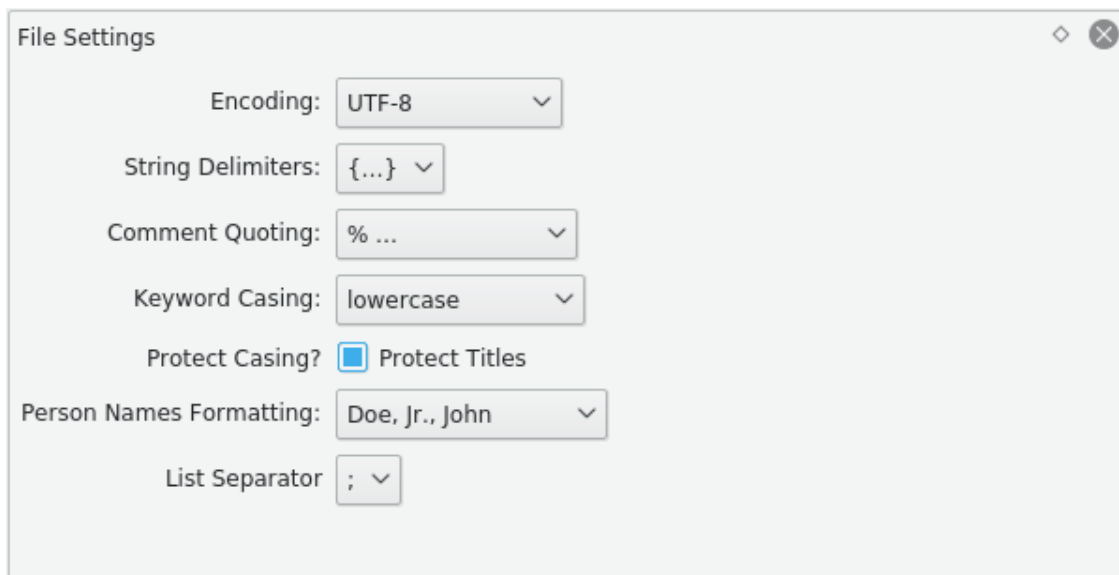 File Settings
Encoding: UTF-8
String Delimiters: {...}
Comment Quoting: % ...
Keyword Casing: lowercase
Protect Casing? Protect Titles
Person Names Formatting: Doe, Jr., John
List Separator ;